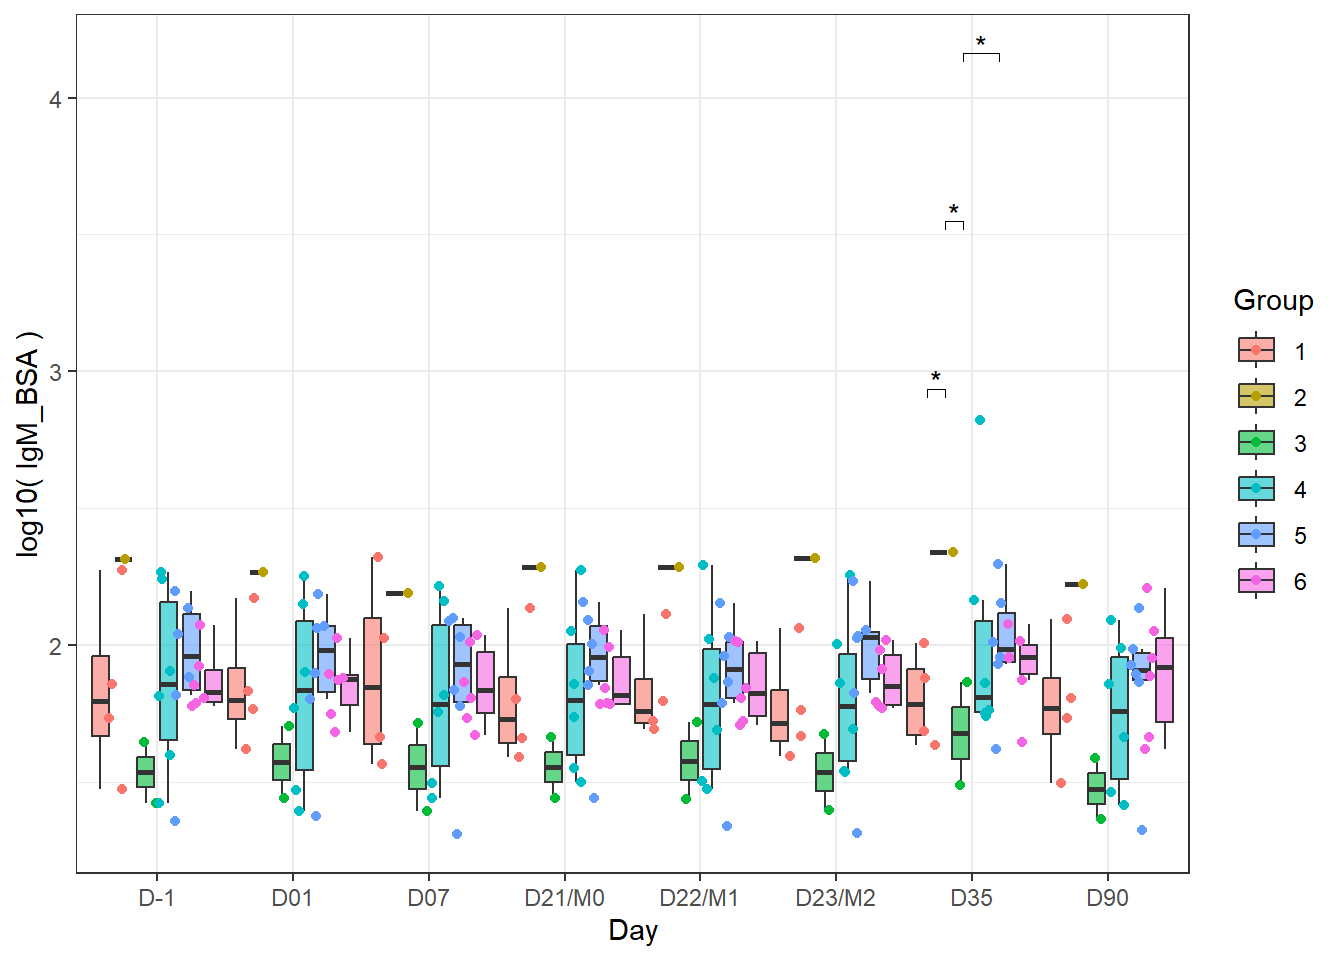 *
*
*
4
3
2
log10( IgM_BSA )
D-1
D01
D07
D21/M0
D22/M1
D23/M2
D35
D90
Day
Group
1
2
3
4
5
6